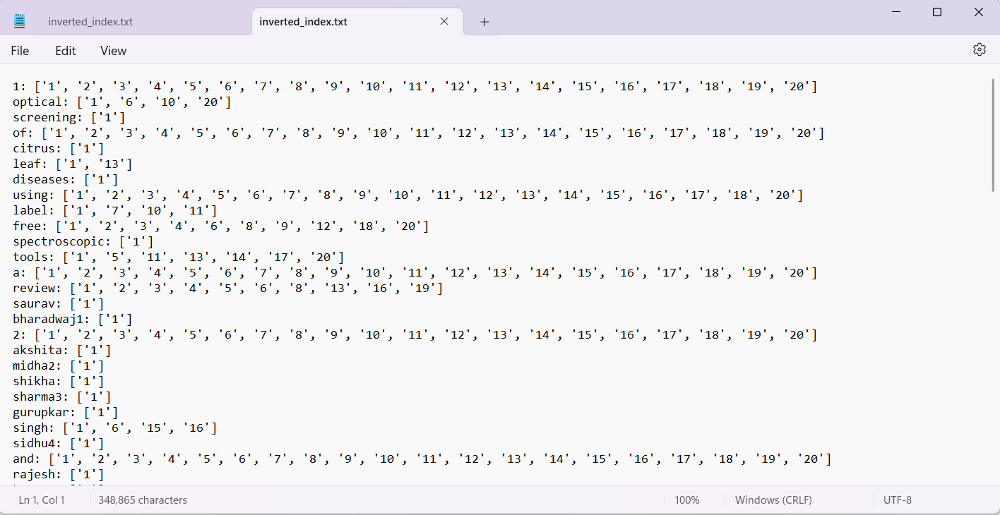 inverted_index.txt
inverted_index.txt
File Edit View
1: ['1', '2', '3', '4', '5', '6', '7', '8', '9', '10', '11', '12', '13', '14', '15', '16', '17', '18', '19', '20']
optical: ['1', '6', '10', '20']
screening: ['1']
of: ['1', '2', '3', '4', '5', '6', '7', '8', '9', '10', '11', '12', '13', '14', '15', '16', '17', '18', '19', '20']
citrus: ['1']
leaf: ['1', '13']
diseases: ['1']
using: ['1', '2', '3', '4', '5', '6', '7', '8', '9', '10', '11', '12', '13', '14', '15', '16', '17', '18', '20']
label: ['1', '7', '10', '11']
free: ['1', '2', '3', '4', '6', '8', '9', '12', '18', '20']
spectroscopic: ['1']
tools: ['1', '5', '11', '13', '14', '17', '20']
a: ['1', '2', '3', '4', '5', '6', '7', '8', '9', '10', '11', '12', '13', '14', '15', '16', '17', '18', '19', '20']
review: ['1', '2', '3', '4', '5', '6', '8', '13', '16', '19']
saurav: ['1']
bharadwaj1: ['1']
2: ['1', '2', '3', '4', '5', '6', '7', '8', '9', '10', '11', '12', '13', '14', '15', '16', '17', '18', '19', '20']
akshita: ['1']
midha2: ['1']
shikha: ['1']
sharma3: ['1']
gurupkar: ['1']
singh: ['1', '6', '15', '16']
sidhu4: ['1']
and: ['1', '2', '3', '4', '5', '6', '7', '8', '9', '10', '11', '12', '13', '14', '15', '16', '17', '18', '19', '20']
rajesh: ['1']
Ln 1, Col 1 348,865 characters 100% Windows (CRLF) UTF-8